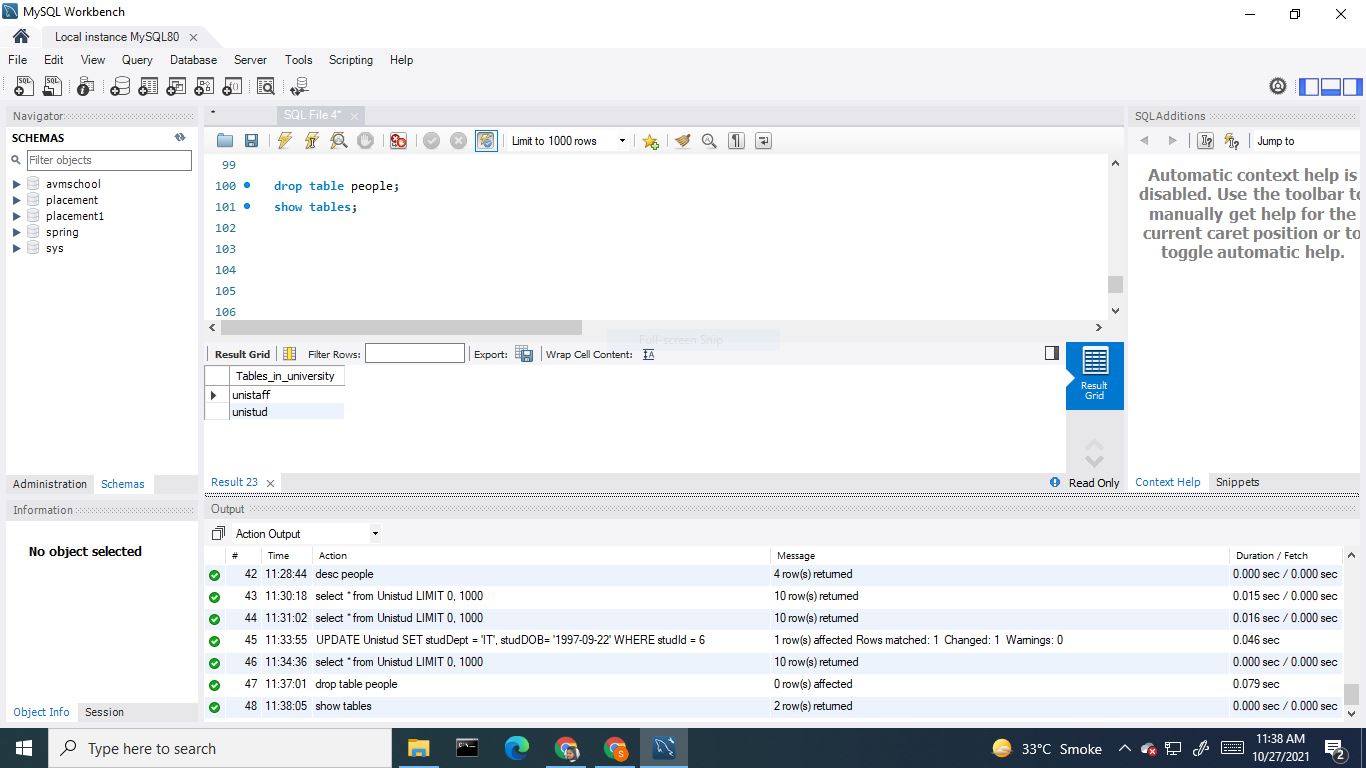 MySQL Workbench
Local instance MySQL80
File Edit View Query Database Server Tools Scripting Help
Navigator
SCHEMAS
Filter objects
avmschool
placement
placement1
spring
sys
Administration Schemas
Information
No object selected
Object Info Session
* SQL File 4*
Limit to 1000 rows
99
100 drop table people;
101 show tables;
102
103
104
105
106
Full-screen Snip
Result Grid Filter Rows: Export: Wrap Cell Content:
Tables_in_university
unistaff
unistud
Result Grid
Result 23 Read Only
SQLAdditions
Jump to
Automatic context help is
disabled. Use the toolbar to
manually get help for the
current caret position or to
toggle automatic help.
Context Help Snippets
Output
Action Output
# Time Action Message Duration / Fetch
42 11:28:44 desc people 4 row(s) returned 0.000 sec / 0.000 sec
43 11:30:18 select * from Unistud LIMIT 0, 1000 10 row(s) returned 0.015 sec / 0.000 sec
44 11:31:02 select * from Unistud LIMIT 0, 1000 10 row(s) returned 0.016 sec / 0.000 sec
45 11:33:55 UPDATE Unistud SET studDept = 'IT', studDOB= '1997-09-22' WHERE studId = 6 1 row(s) affected Rows matched: 1 Changed: 1 Warnings: 0 0.046 sec
46 11:34:36 select * from Unistud LIMIT 0, 1000 10 row(s) returned 0.000 sec / 0.000 sec
47 11:37:01 drop table people 0 row(s) affected 0.079 sec
48 11:38:05 show tables 2 row(s) returned 0.000 sec / 0.000 sec
Type here to search
33°C Smoke
11:38 AM
10/27/2021
2